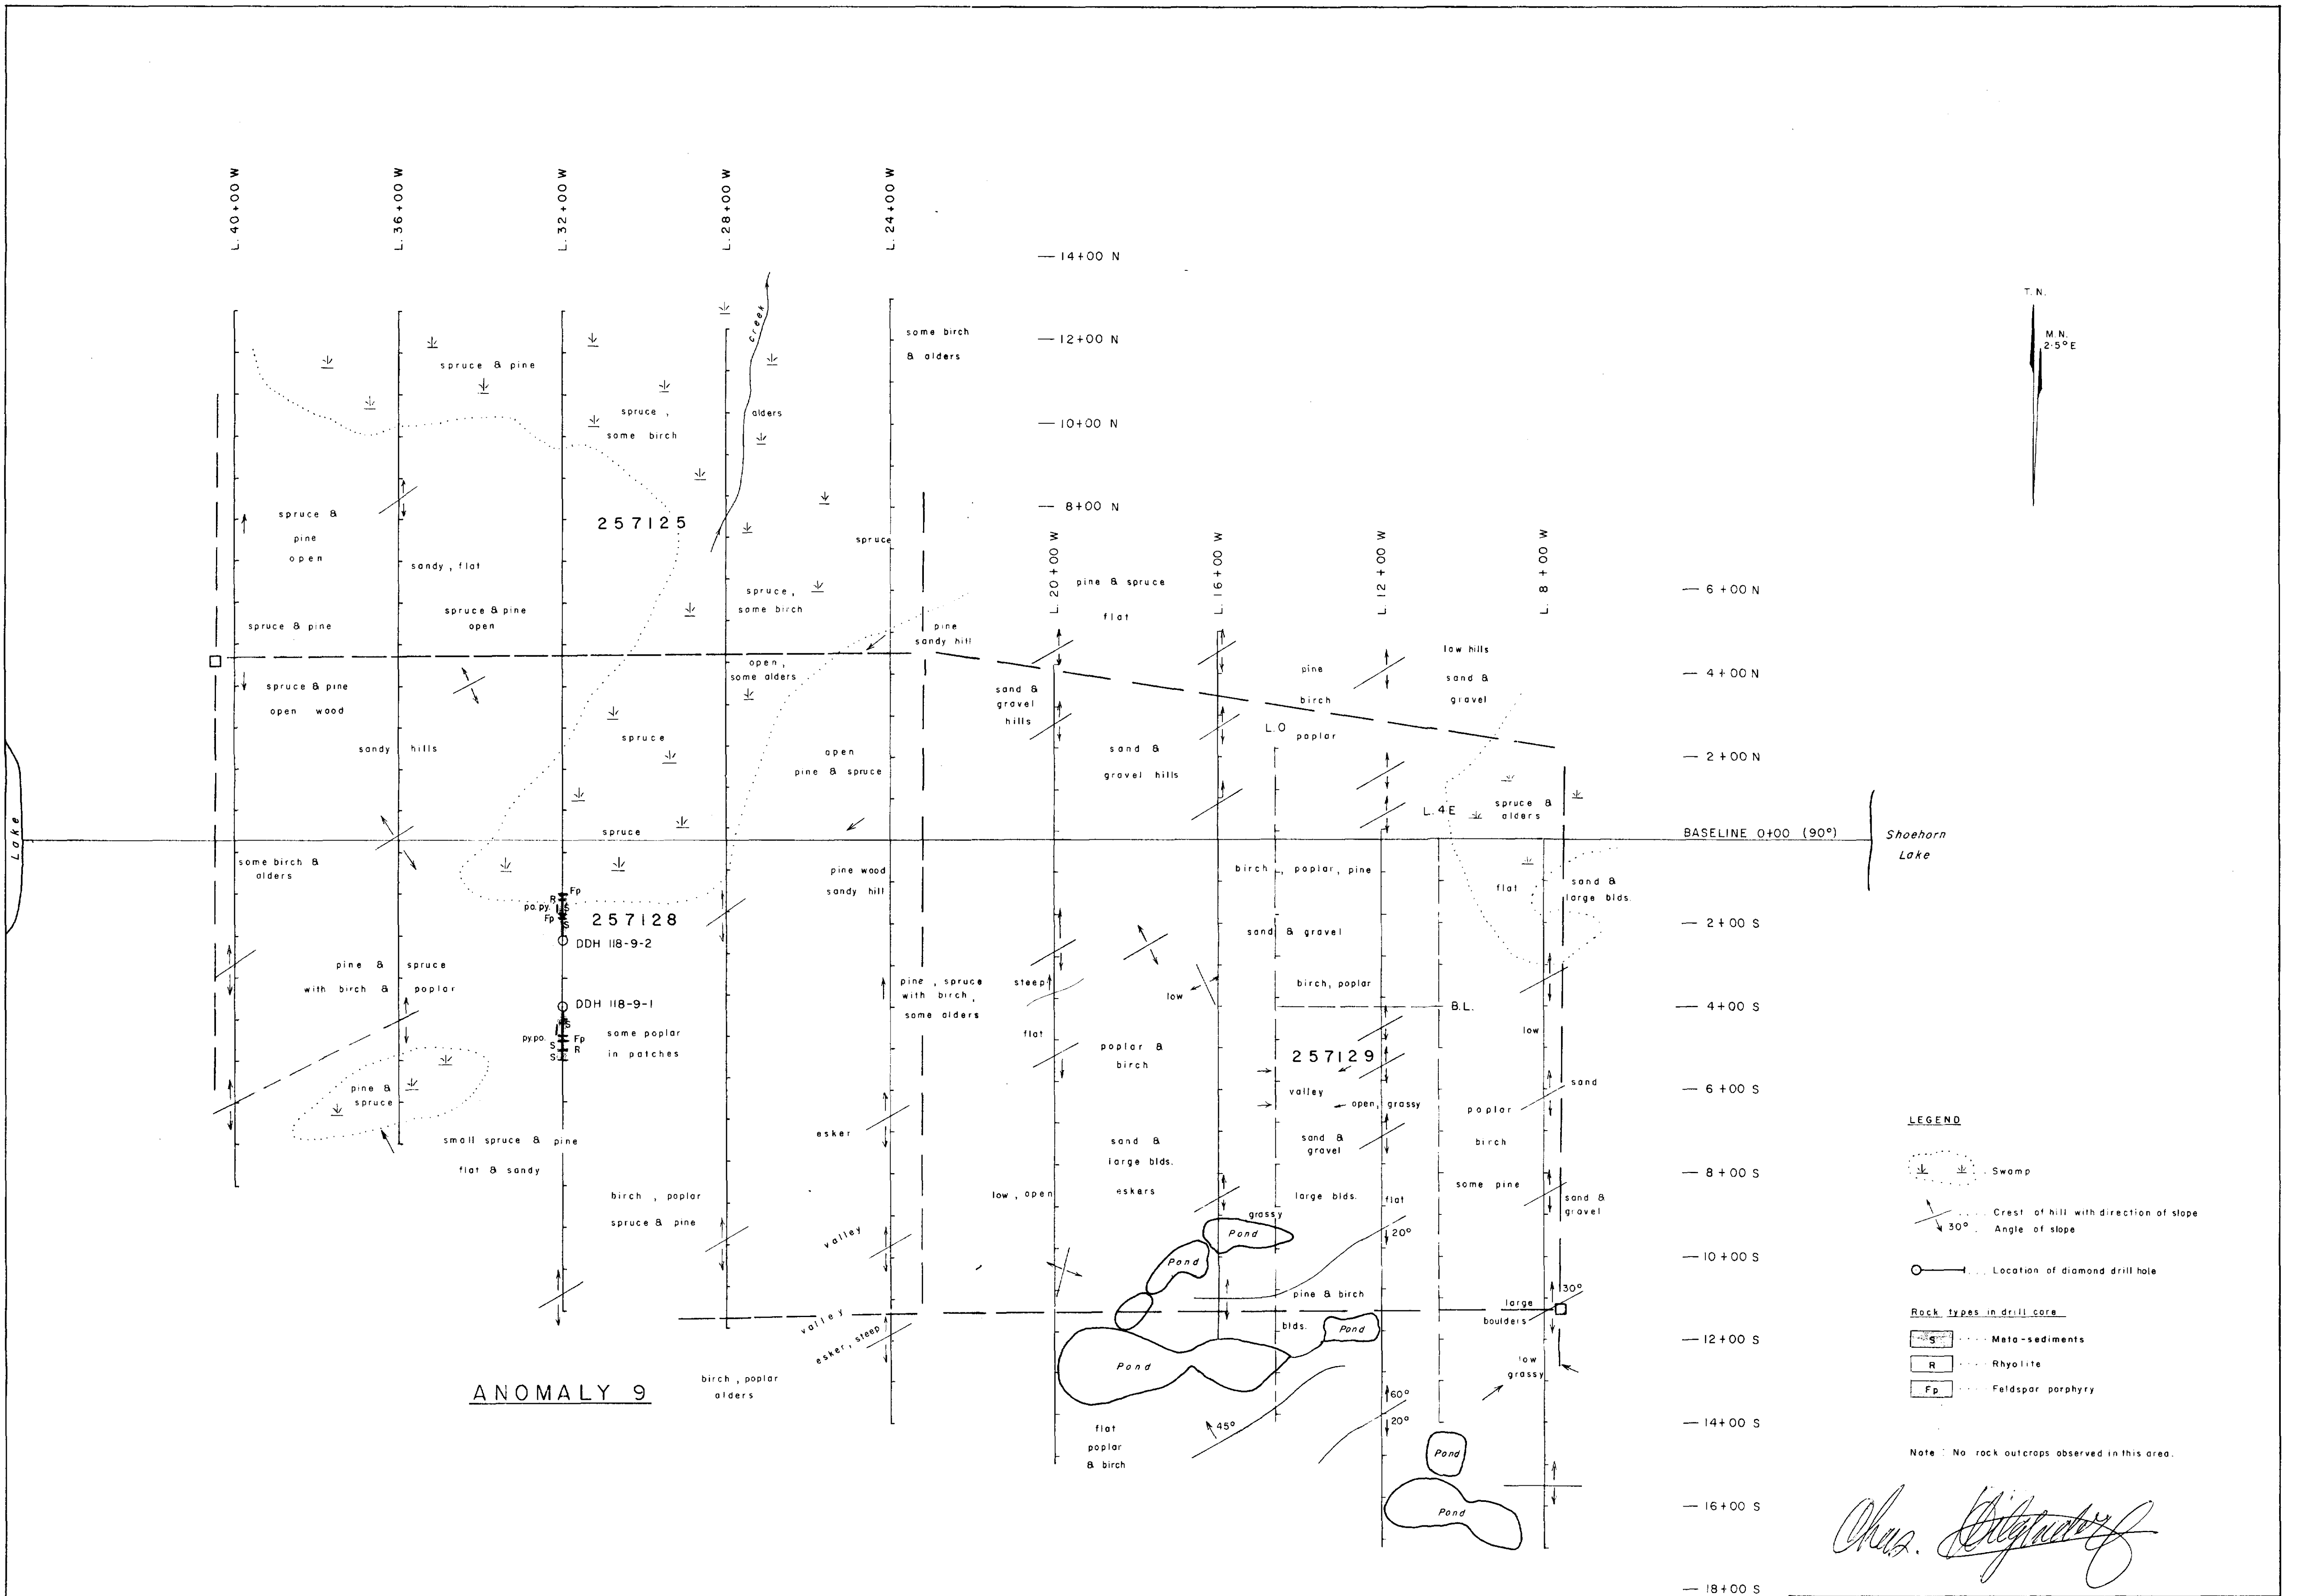 L. 40+00 W
L. 36+00 W
L. 32+00 W
L. 28+00 W
L. 24+00 W
14+00 N
T. N.
M. N.
2·5° E
creek
some birch
& alders
12+00 N
spruce & pine
spruce ,
some birch
alders
10+00 N
spruce &
pine
open
257125
8+00 N
spruce
sandy , flat
L. 20+00 W
L. 16+00 W
L. 12+00 W
L. 8+00 W
pine & spruce
flat
6+00 N
spruce ,
some birch
spruce & pine
open
spruce & pine
pine
sandy hill
open ,
some alders
low hills
sand &
gravel
pine
birch
4+00 N
spruce & pine
open wood
sand &
gravel
hills
L.O
poplar
spruce
sandy hills
open
pine & spruce
sand &
gravel hills
2+00 N
L. 4 E
spruce &
alders
Lake
spruce
BASELINE 0+00 (90°)
Shoehorn
Lake
some birch &
alders
pine wood
sandy hill
birch , poplar, pine
flat
sand &
large blds.
Fp
R
po. py.
S
Fp
S
257128
DDH 118-9-2
sand & gravel
2+00 S
pine & spruce
with birch & poplar
pine , spruce
with birch ,
some alders
steep
low
birch, poplar
DDH 118-9-1
B.L.
4+00 S
S
py.po.
Fp
S
R
S
some poplar
in patches
flat
low
poplar &
birch
257129
pine &
spruce
valley
sand
6+00 S
open, grassy
poplar
birch
LEGEND
small spruce & pine
flat & sandy
esker
sand &
large blds.
eskers
sand &
gravel
Swamp
8+00 S
some pine
birch , poplar
spruce & pine
low , open
large blds.
flat
sand &
gravel
grassy
Crest of hill with direction of slope
30°
Angle of slope
valley
Pond
20°
Pond
10+00 S
Location of diamond drill hole
pine & birch
30°
large
boulders
Rock types in drill core
valley
esker, steep
blds.
Pond
12+00 S
S
Meta-sediments
Pond
low
grassy
R
Rhyolite
birch , poplar
alders
ANOMALY 9
60°
20°
Fp
Feldspar porphyry
45°
14+00 S
flat
poplar
& birch
Pond
Note : No rock outcrops observed in this area.
Pond
16+00 S
Chas.
18+00 S